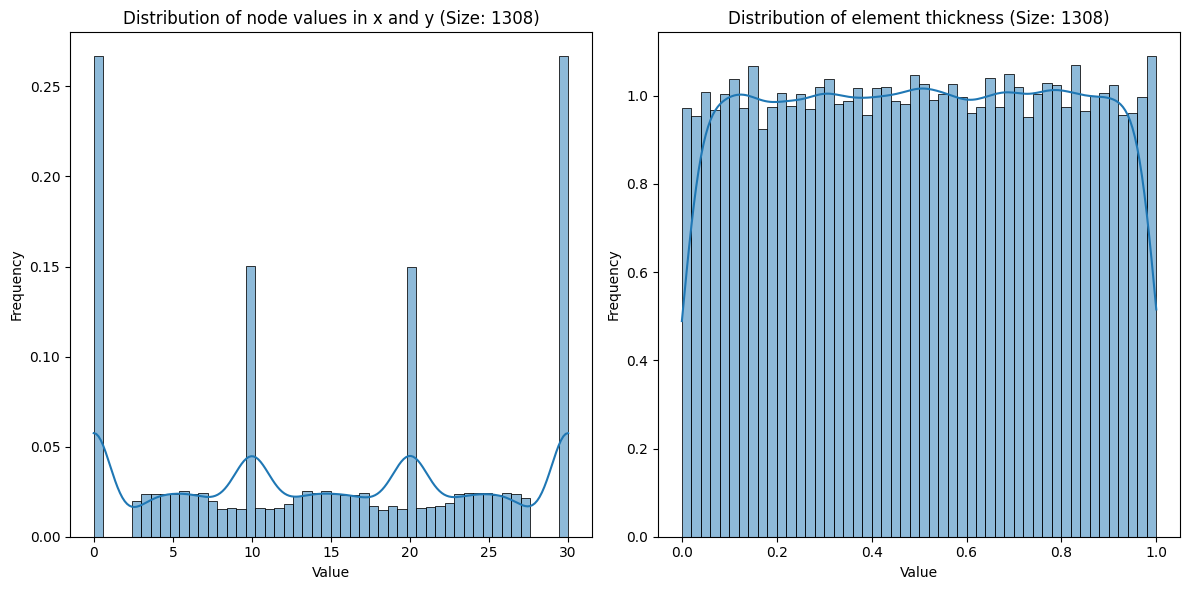 Distribution of node values in x and y (Size: 1308)
Frequency
0.25
0.20
0.15
0.10
0.05
0.00
0 5 10 15 20 25 30
Value
Distribution of element thickness (Size: 1308)
Frequency
1.0
0.8
0.6
0.4
0.2
0.0
0.0 0.2 0.4 0.6 0.8 1.0
Value